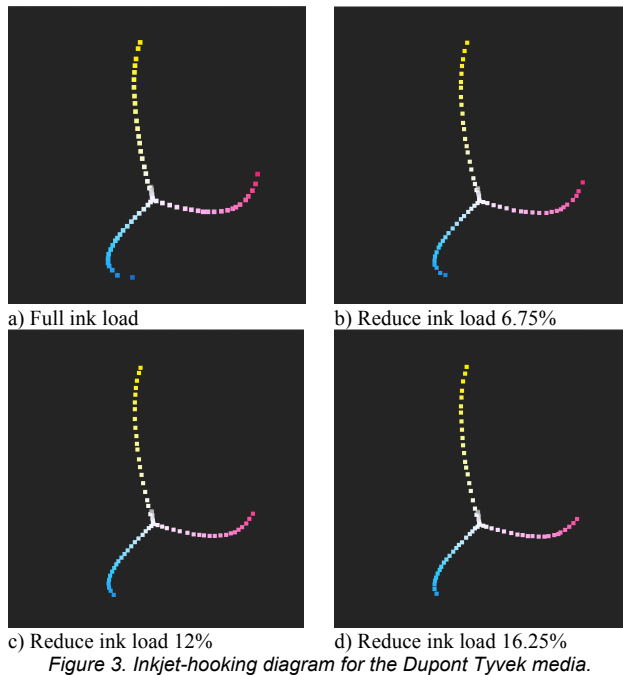 a) Full ink load
b) Reduce ink load 6.75%
c) Reduce ink load 12%
d) Reduce ink load 16.25%
Figure 3. Inkjet-hooking diagram for the Dupont Tyvek media.